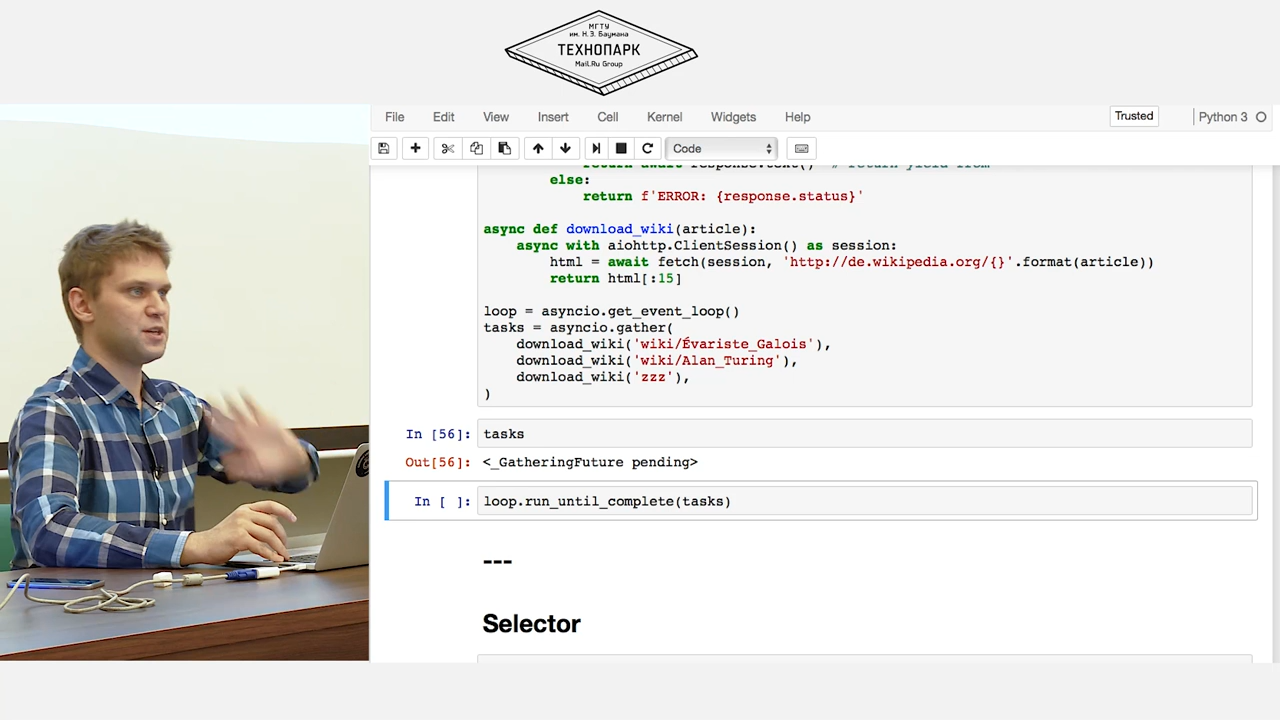 МГТУ
им. Н.Э. Баумана
ТЕХНОПАРК
Mail.Ru Group
File Edit View Insert Cell Kernel Widgets Help
Trusted
Python 3
Code
else:
return f'ERROR: {response.status}'
async def download_wiki(article):
async with aiohttp.ClientSession() as session:
html = await fetch(session, 'http://de.wikipedia.org/{}'.format(article))
return html[:15]
loop = asyncio.get_event_loop()
tasks = asyncio.gather(
download_wiki('wiki/Évariste_Galois'),
download_wiki('wiki/Alan_Turing'),
download_wiki('zzz'),
)
In [56]: tasks
Out[56]: <_GatheringFuture pending>
In [ ]: loop.run_until_complete(tasks)
---
Selector